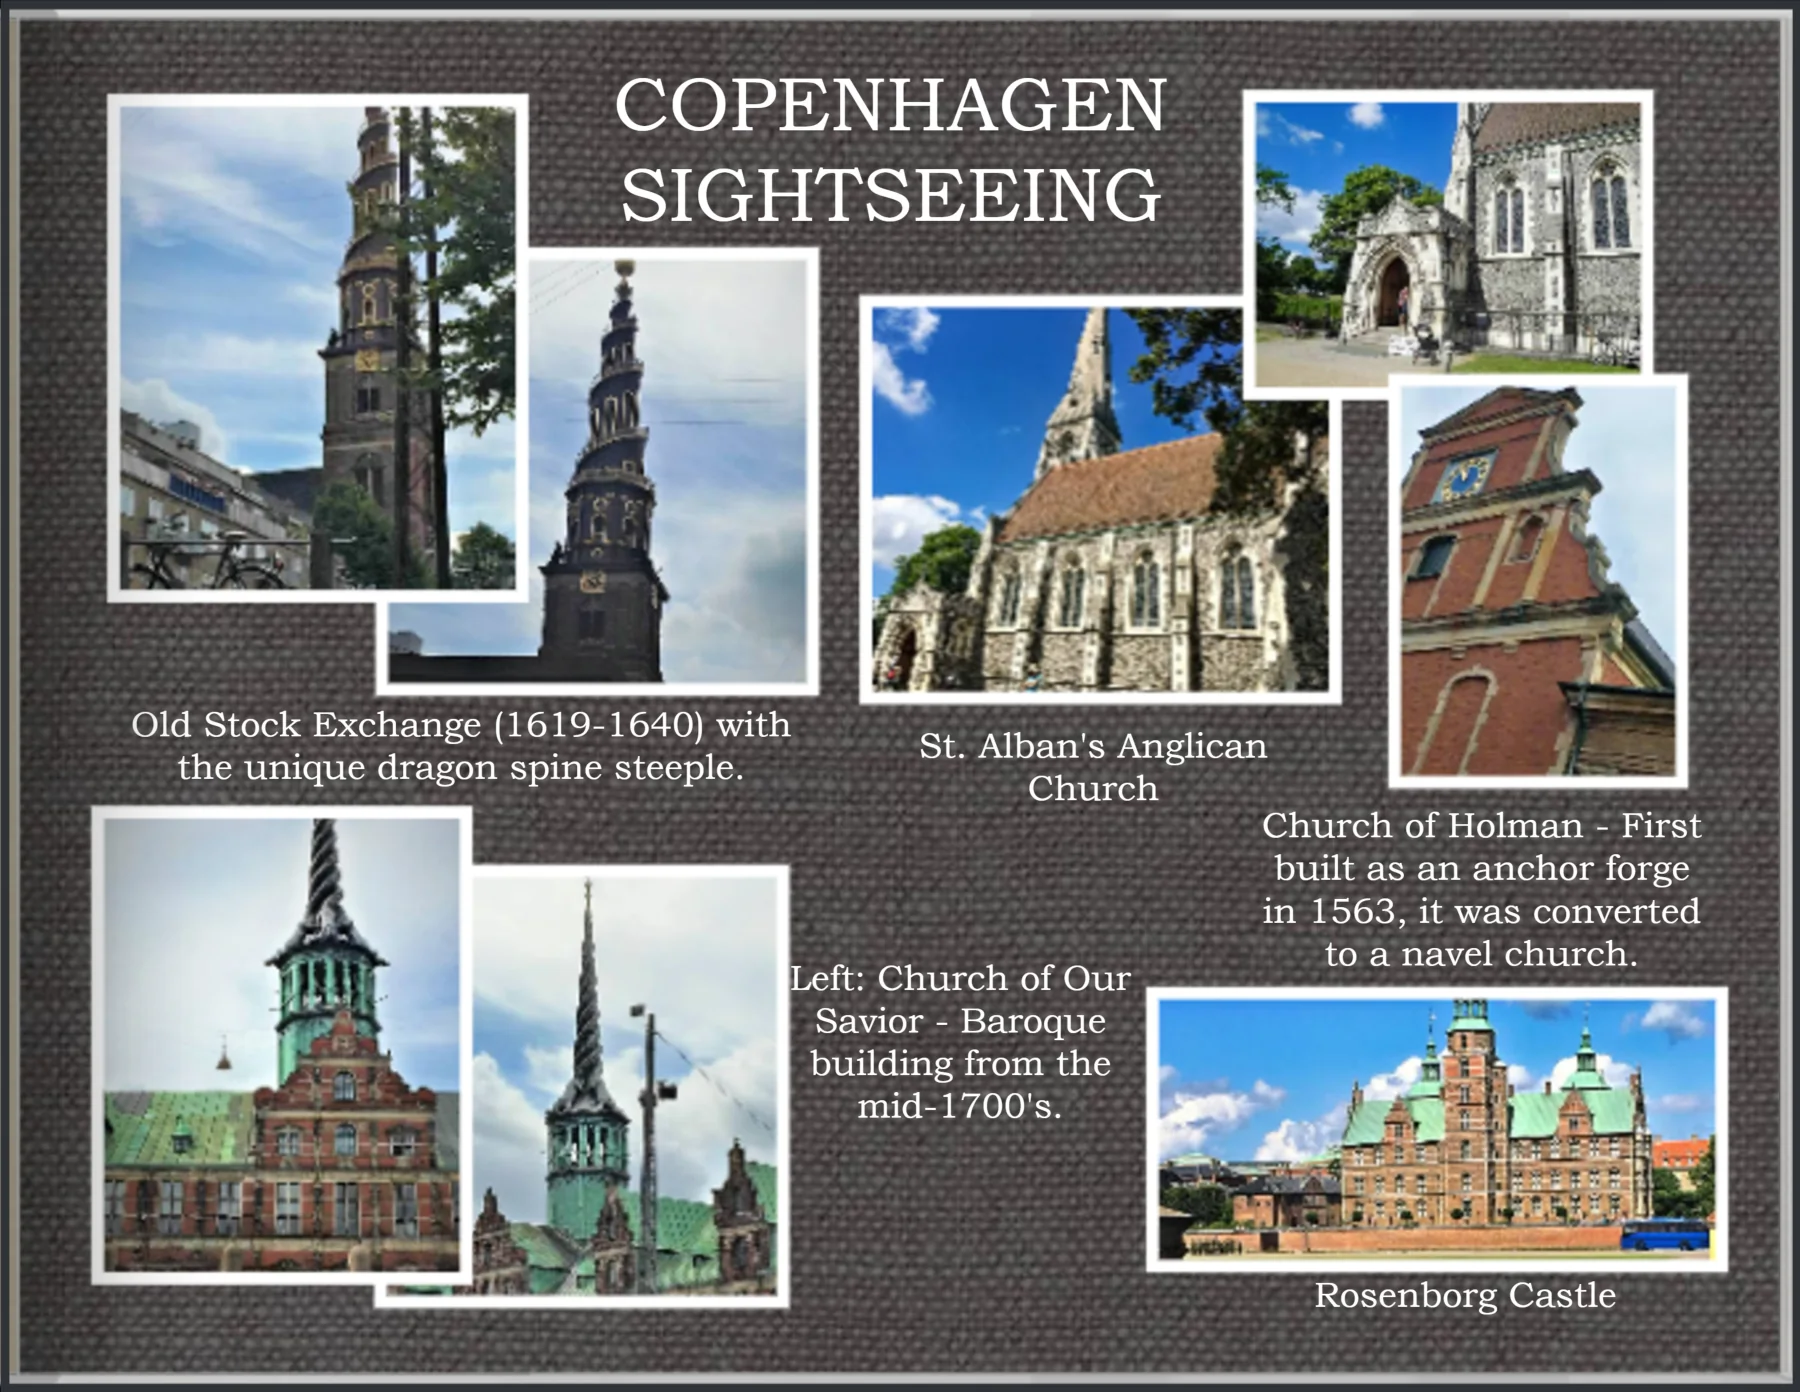 COPENHAGEN
SIGHTSEEING
Old Stock Exchange (1619-1640) with
the unique dragon spine steeple.
St. Alban's Anglican
Church
Church of Holman - First
built as an anchor forge
in 1563, it was converted
to a navel church.
Left: Church of Our
Savior - Baroque
building from the
mid-1700's.
Rosenborg Castle